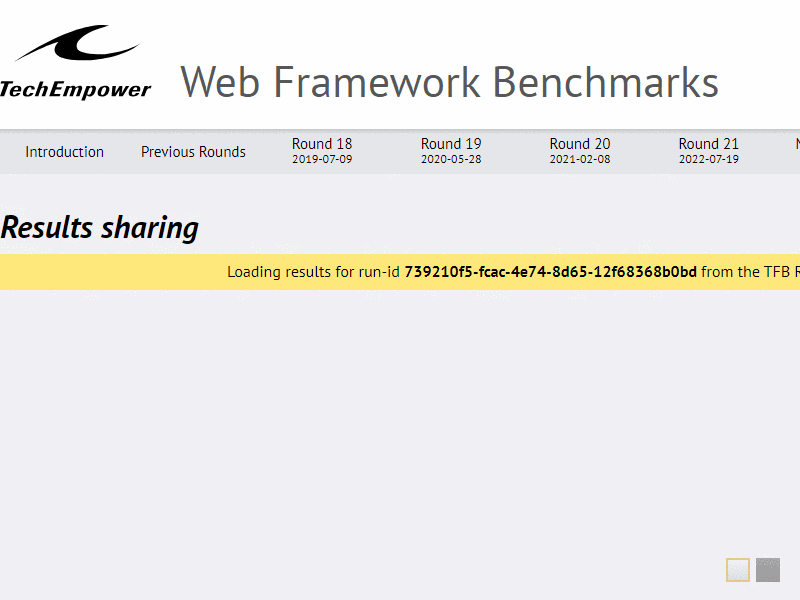 TechEmpower
Web Framework Benchmarks
Introduction
Previous Rounds
Round 18
2019-07-09
Round 19
2020-05-28
Round 20
2021-02-08
Round 21
2022-07-19
Results sharing
Loading results for run-id 739210f5-fcac-4e74-8d65-12f68368b0bd from the TFB R